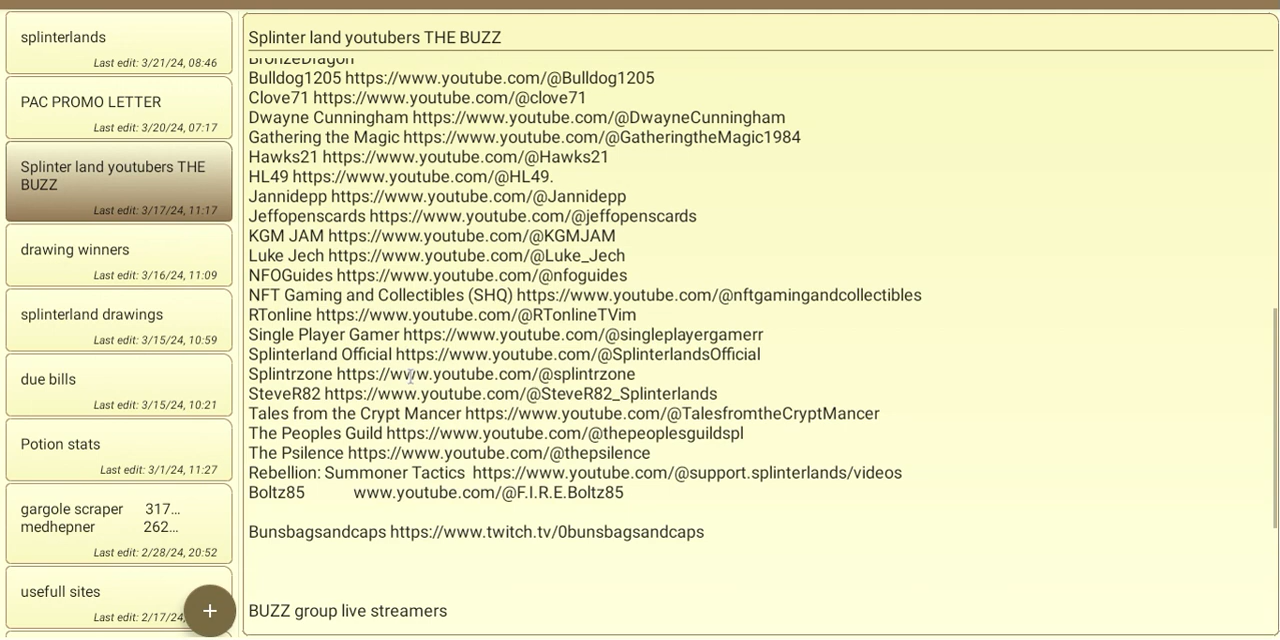 splinterlands
Last edit: 3/21/24, 08:46
PAC PROMO LETTER
Last edit: 3/20/24, 07:17
Splinter land youtubers THE
BUZZ
Last edit: 3/17/24, 11:17
drawing winners
Last edit: 3/16/24, 11:09
splinterland drawings
Last edit: 3/15/24, 10:59
due bills
Last edit: 3/15/24, 10:21
Potion stats
Last edit: 3/1/24, 11:27
gargole scraper 317...
medhepner 262...
Last edit: 2/28/24, 20:52
usefull sites
Last edit: 2/17/24,
+
Splinter land youtubers THE BUZZ
BronzeDragon
Bulldog1205 https://www.youtube.com/@Bulldog1205
Clove71 https://www.youtube.com/@clove71
Dwayne Cunningham https://www.youtube.com/@DwayneCunningham
Gathering the Magic https://www.youtube.com/@GatheringtheMagic1984
Hawks21 https://www.youtube.com/@Hawks21
HL49 https://www.youtube.com/@HL49.
Jannidepp https://www.youtube.com/@Jannidepp
Jeffopenscards https://www.youtube.com/@jeffopenscards
KGM JAM https://www.youtube.com/@KGMJAM
Luke Jech https://www.youtube.com/@Luke_Jech
NFOGuides https://www.youtube.com/@nfoguides
NFT Gaming and Collectibles (SHQ) https://www.youtube.com/@nftgamingandcollectibles
RTonline https://www.youtube.com/@RTonlineTVim
Single Player Gamer https://www.youtube.com/@singleplayergamerr
Splinterland Official https://www.youtube.com/@SplinterlandsOfficial
Splintrzone https://www.youtube.com/@splintrzone
SteveR82 https://www.youtube.com/@SteveR82_Splinterlands
Tales from the Crypt Mancer https://www.youtube.com/@TalesfromtheCryptMancer
The Peoples Guild https://www.youtube.com/@thepeoplesguildspl
The Psilence https://www.youtube.com/@thepsilence
Rebellion: Summoner Tactics https://www.youtube.com/@support.splinterlands/videos
Boltz85 www.youtube.com/@F.I.R.E.Boltz85
Bunsbagsandcaps https://www.twitch.tv/0bunsbagsandcaps
BUZZ group live streamers